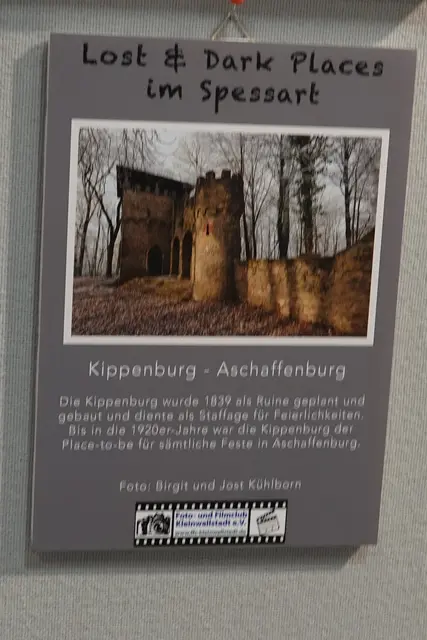 Lost & Dark Places
im Spessart
Kippenburg - Aschaffenburg
Die Kippenburg wurde 1839 als Ruine geplant und
gebaut und diente als Staffage für Feierlichkeiten.
Bis in die 1920er-Jahre war die Kippenburg der
Place-to-be für sämtliche Feste in Aschaffenburg.
Foto: Birgit und Jost Kühlborn
Foto- und Filmclub
Kleinwallstadt e.V.